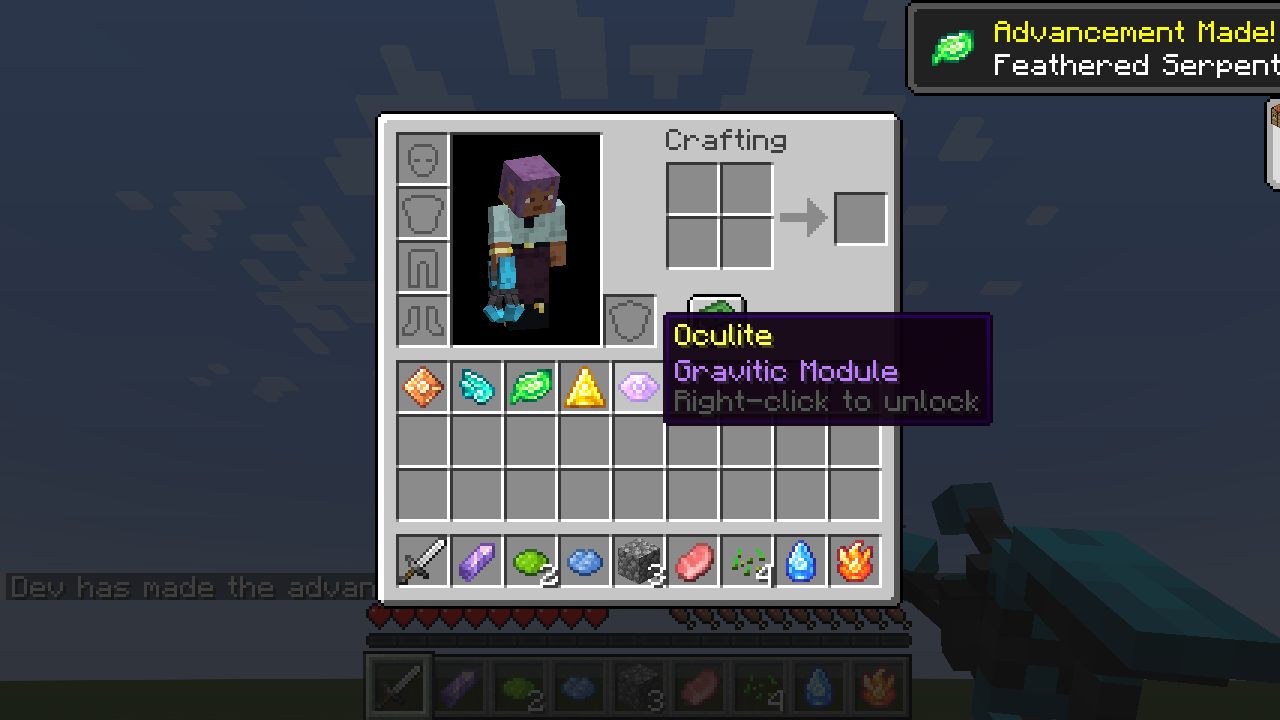 Advancement Made!
Feathered Serpent
Crafting
Oculite
Gravitic Module
Right-click to unlock
2
3
4
Dev has made the advan
2
3
4